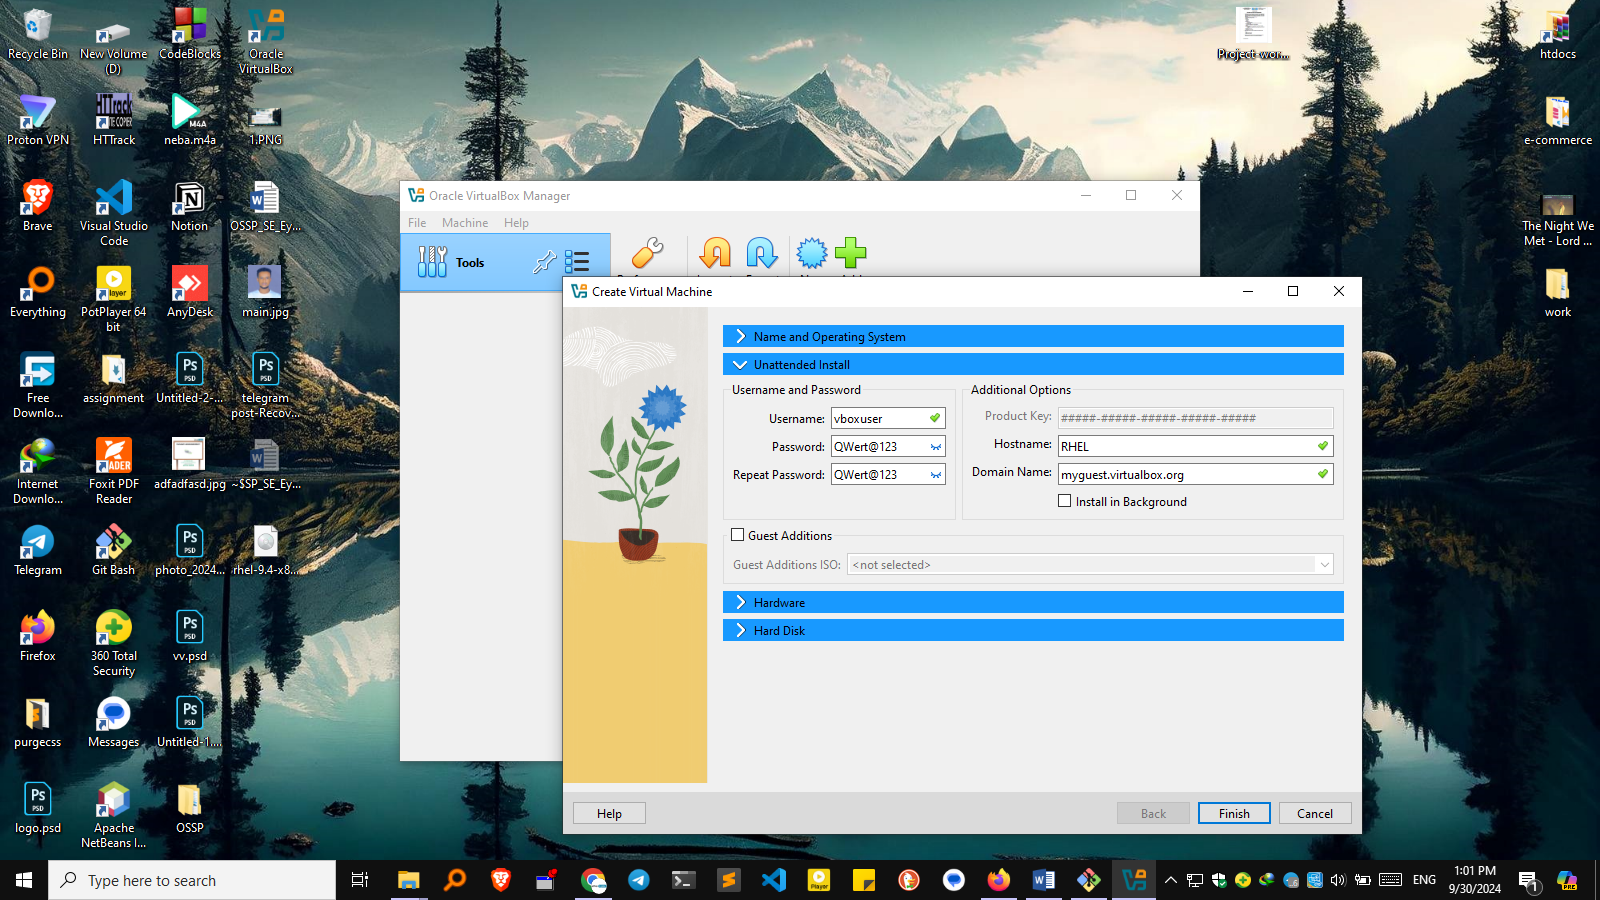 Recycle Bin
New Volume
(D)
CodeBlocks
Oracle
VirtualBox
Proton VPN
HTTrack
HTTrack
neba.m4a
M4A
1.PNG
Brave
Visual Studio
Code
Notion
OSSP_SE_Ey...
Everything
PotPlayer 64
bit
AnyDesk
main.jpg
Free
Downlo...
assignment
Untitled-2-...
telegram
post-Recov...
Internet
Downlo...
Foxit PDF
Reader
adfadfasd.jpg
~$SP_SE_Ey...
Telegram
Git Bash
photo_2024...
rhel-9.4-x8...
Firefox
360 Total
Security
vv.psd
purgecss
Messages
Untitled-1....
logo.psd
Apache
NetBeans I...
OSSP
Project-wor...
htdocs
e-commerce
The Night We
Met - Lord ...
work
Oracle VirtualBox Manager
File
Machine
Help
Tools
Create Virtual Machine
Name and Operating System
Unattended Install
Username and Password
Username: vboxuser
Password: QWert@123
Repeat Password: QWert@123
Additional Options
Product Key: #####-#####-#####-#####-#####
Hostname: RHEL
Domain Name: myguest.virtualbox.org
Install in Background
Guest Additions
Guest Additions ISO: <not selected>
Hardware
Hard Disk
Help
Back
Finish
Cancel
Type here to search
ENG
1:01 PM
9/30/2024
1
PRE